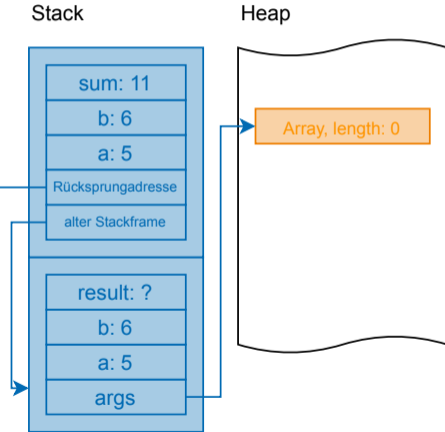 Stack
Heap
sum: 11
b: 6
a: 5
Rücksprungadresse
alter Stackframe
Array, length: 0
result: ?
b: 6
a: 5
args